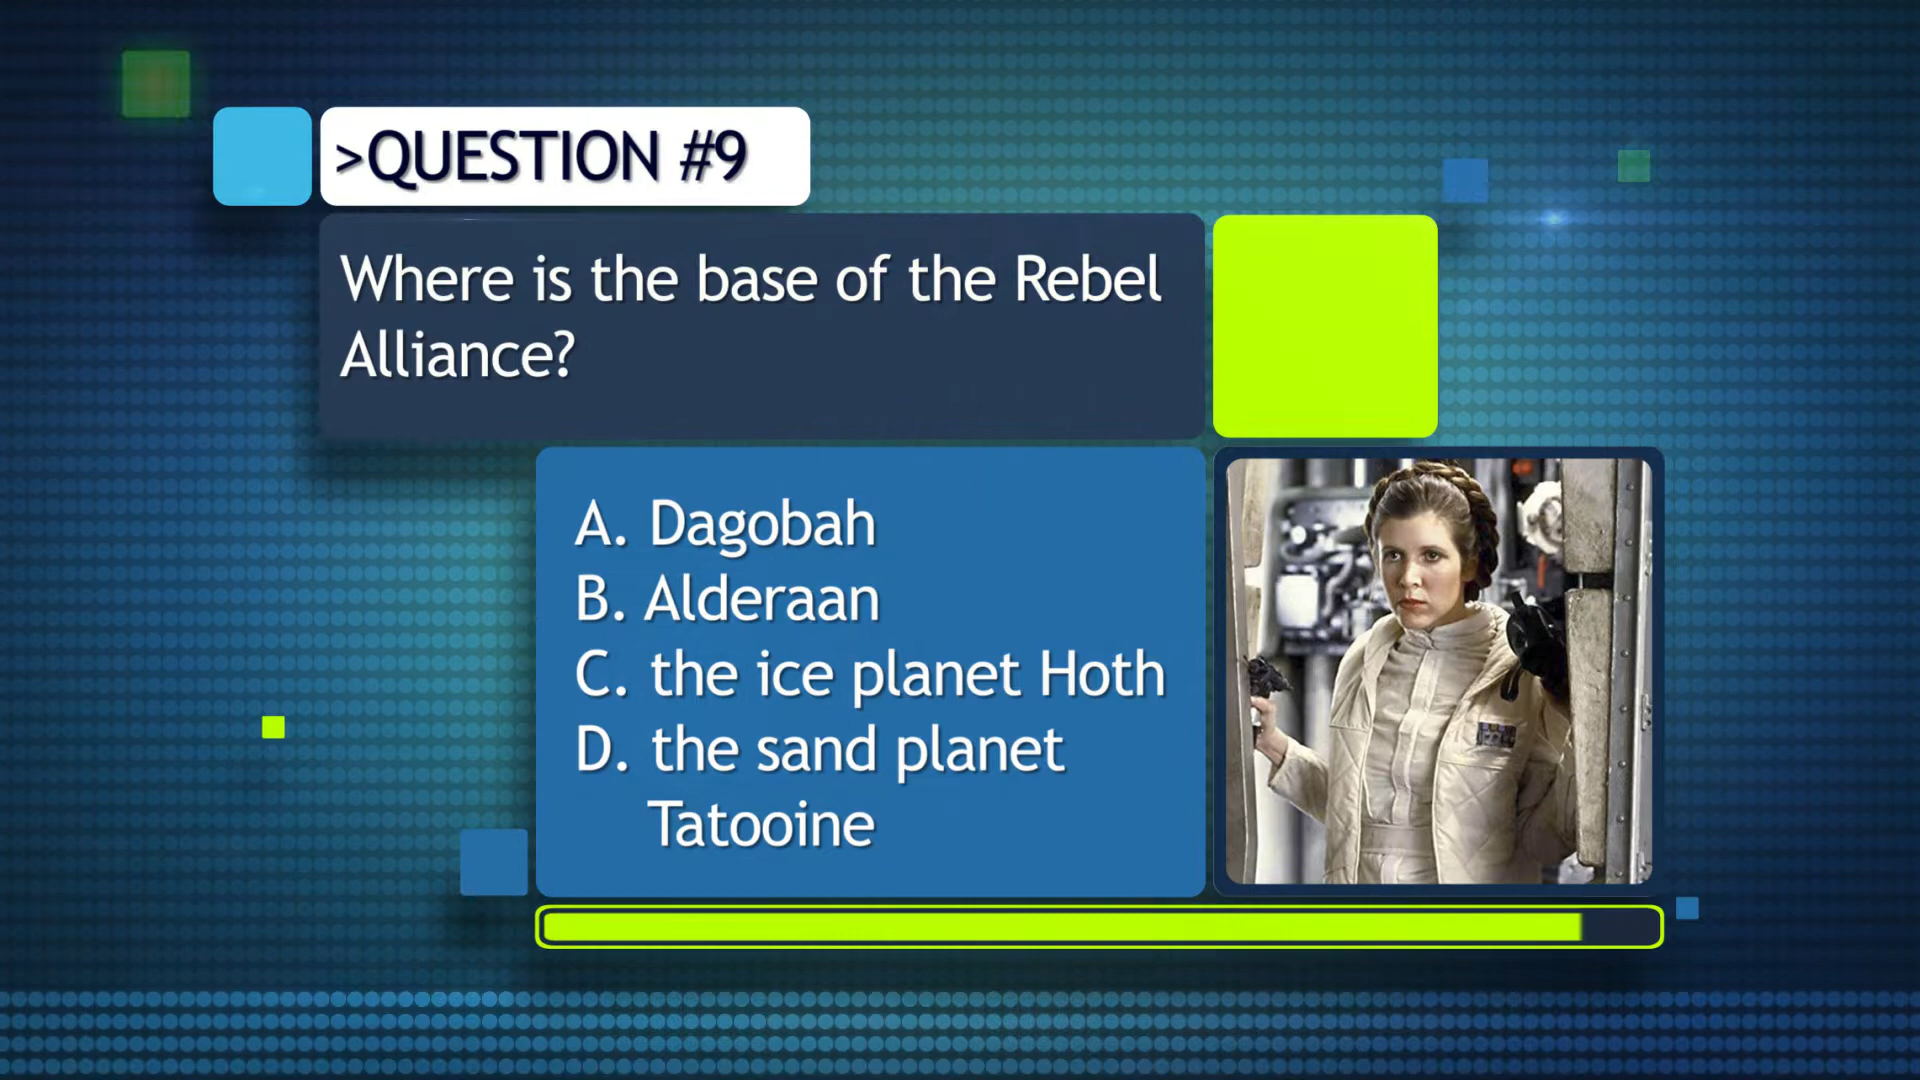 >QUESTION #9
Where is the base of the Rebel
Alliance?
A. Dagobah
B. Alderaan
C. the ice planet Hoth
D. the sand planet
Tatooine